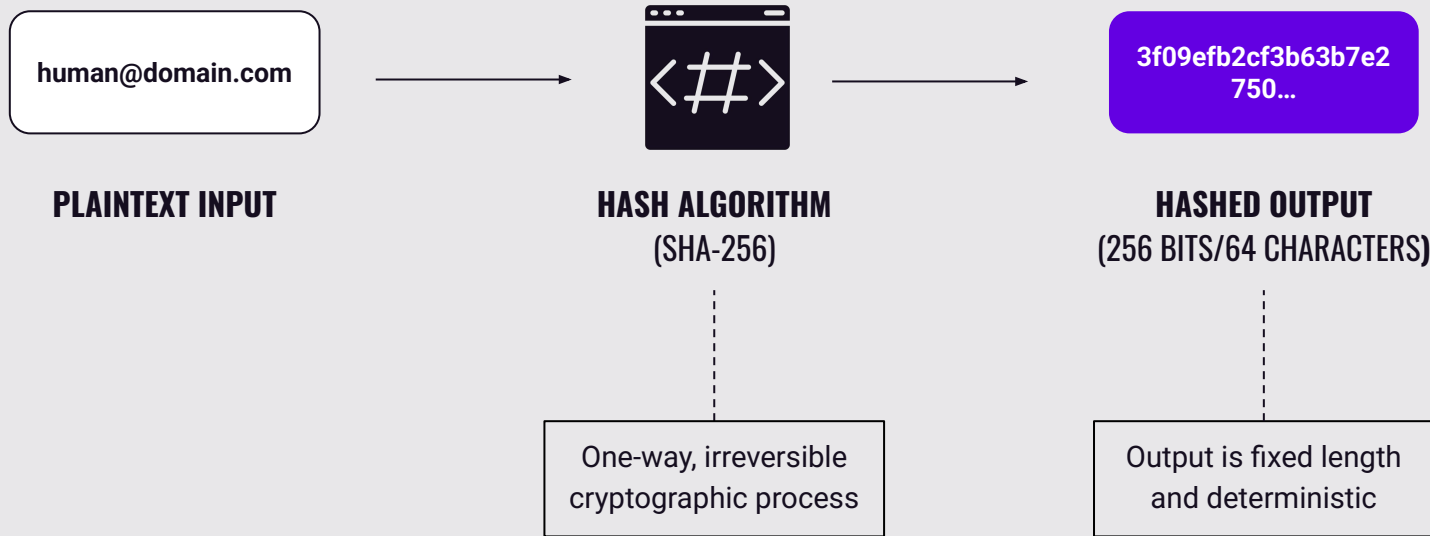 human@domain.com
<#>
3f09efb2cf3b63b7e2
750…
PLAINTEXT INPUT
HASH ALGORITHM
(SHA-256)
HASHED OUTPUT
(256 BITS/64 CHARACTERS)
One-way, irreversible
cryptographic process
Output is fixed length
and deterministic